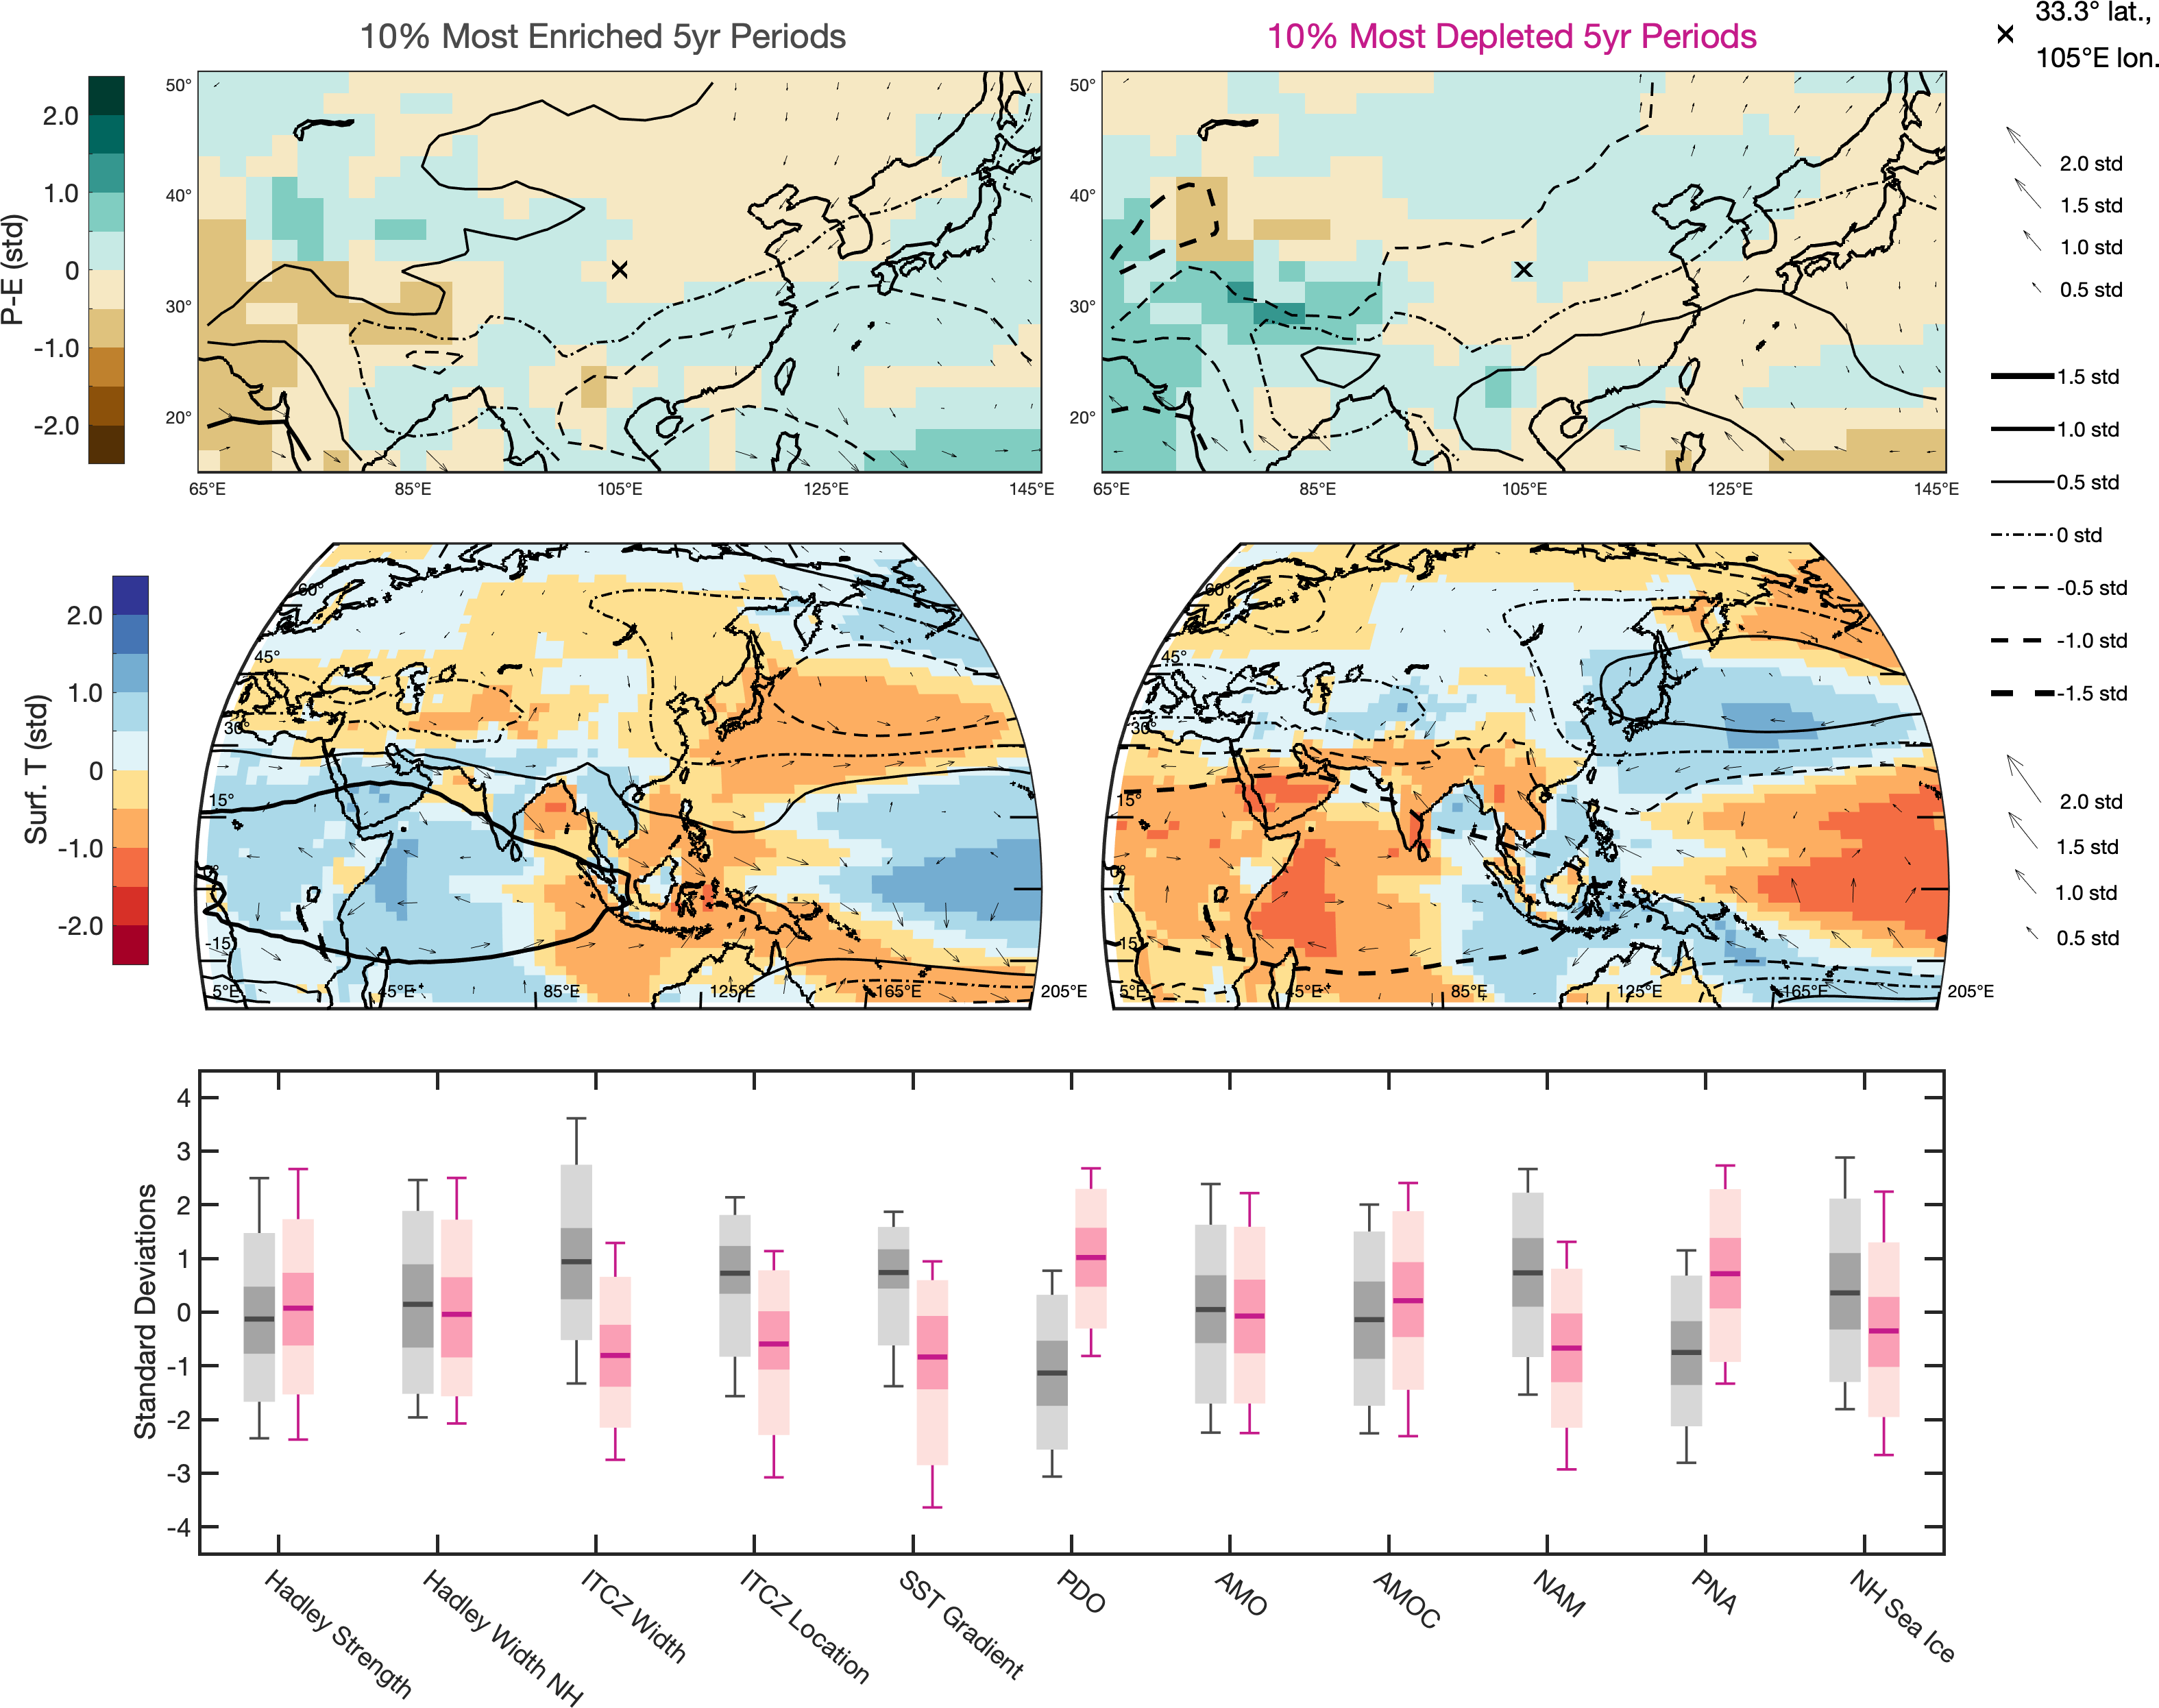 10% Most Enriched 5yr Periods
10% Most Depleted 5yr Periods
33.3° lat.,
105°E lon.
P-E (std)
2.0
1.0
0
-1.0
-2.0
50°
40°
30°
20°
65°E 85°E 105°E 125°E 145°E
50°
40°
30°
20°
65°E 85°E 105°E 125°E 145°E
2.0 std
1.5 std
1.0 std
0.5 std
1.5 std
1.0 std
0.5 std
0 std
-0.5 std
-1.0 std
-1.5 std
2.0 std
1.5 std
1.0 std
0.5 std
Surf. T (std)
2.0
1.0
0
-1.0
-2.0
60°
45°
30°
15°
0°
-15
5°E 45°E 85°E 125°E 165°E 205°E
60°
45°
30°
15°
0°
15
5°E 45°E 85°E 125°E 165°E 205°E
Standard Deviations
4
3
2
1
0
-1
-2
-3
-4
Hadley Strength
Hadley Width NH
ITCZ Width
ITCZ Location
SST Gradient
PDO
AMO
AMOC
NAM
PNA
NH Sea Ice